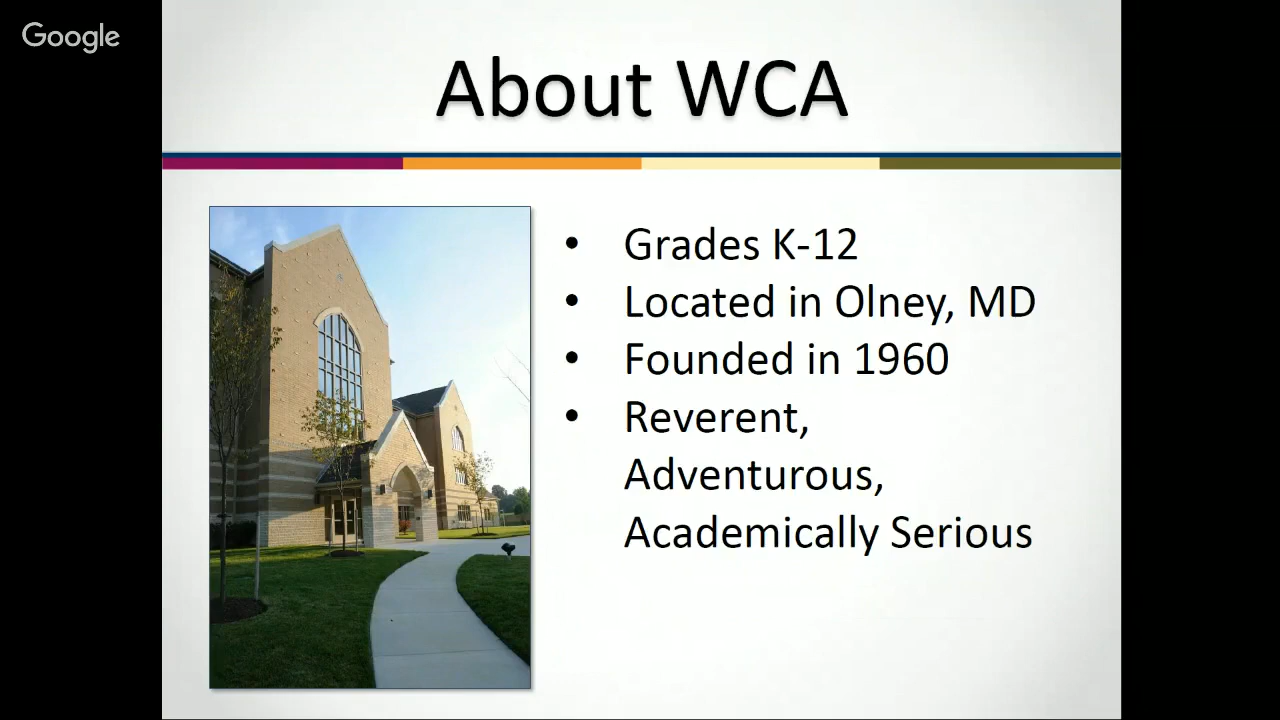 Google
About WCA
• Grades K-12
• Located in Olney, MD
• Founded in 1960
• Reverent,
Adventurous,
Academically Serious